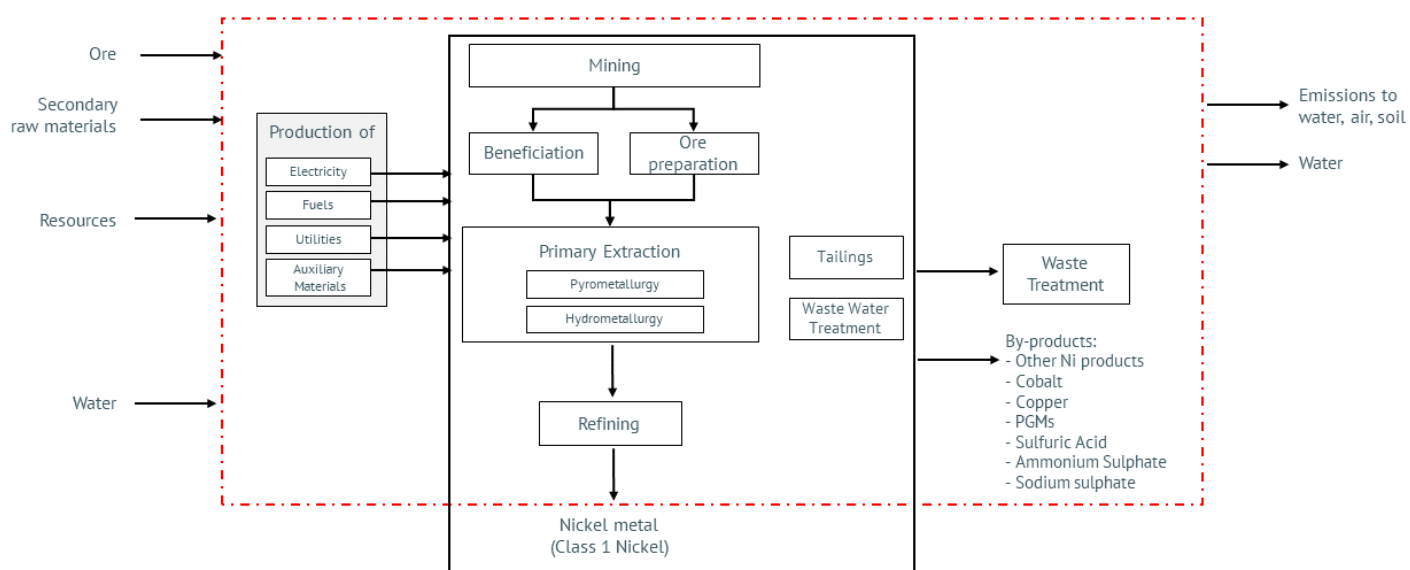 Ore
Secondary
raw materials
Resources
Water
Production of
Electricity
Fuels
Utilities
Auxiliary
Materials
Mining
Beneficiation
Ore
preparation
Primary Extraction
Pyrometallurgy
Hydrometallurgy
Refining
Nickel metal
(Class 1 Nickel)
Tailings
Waste Water
Treatment
Waste
Treatment
By-products:
- Other Ni products
- Cobalt
- Copper
- PGMs
- Sulfuric Acid
- Ammonium Sulphate
- Sodium sulphate
Emissions to
water, air, soil
Water